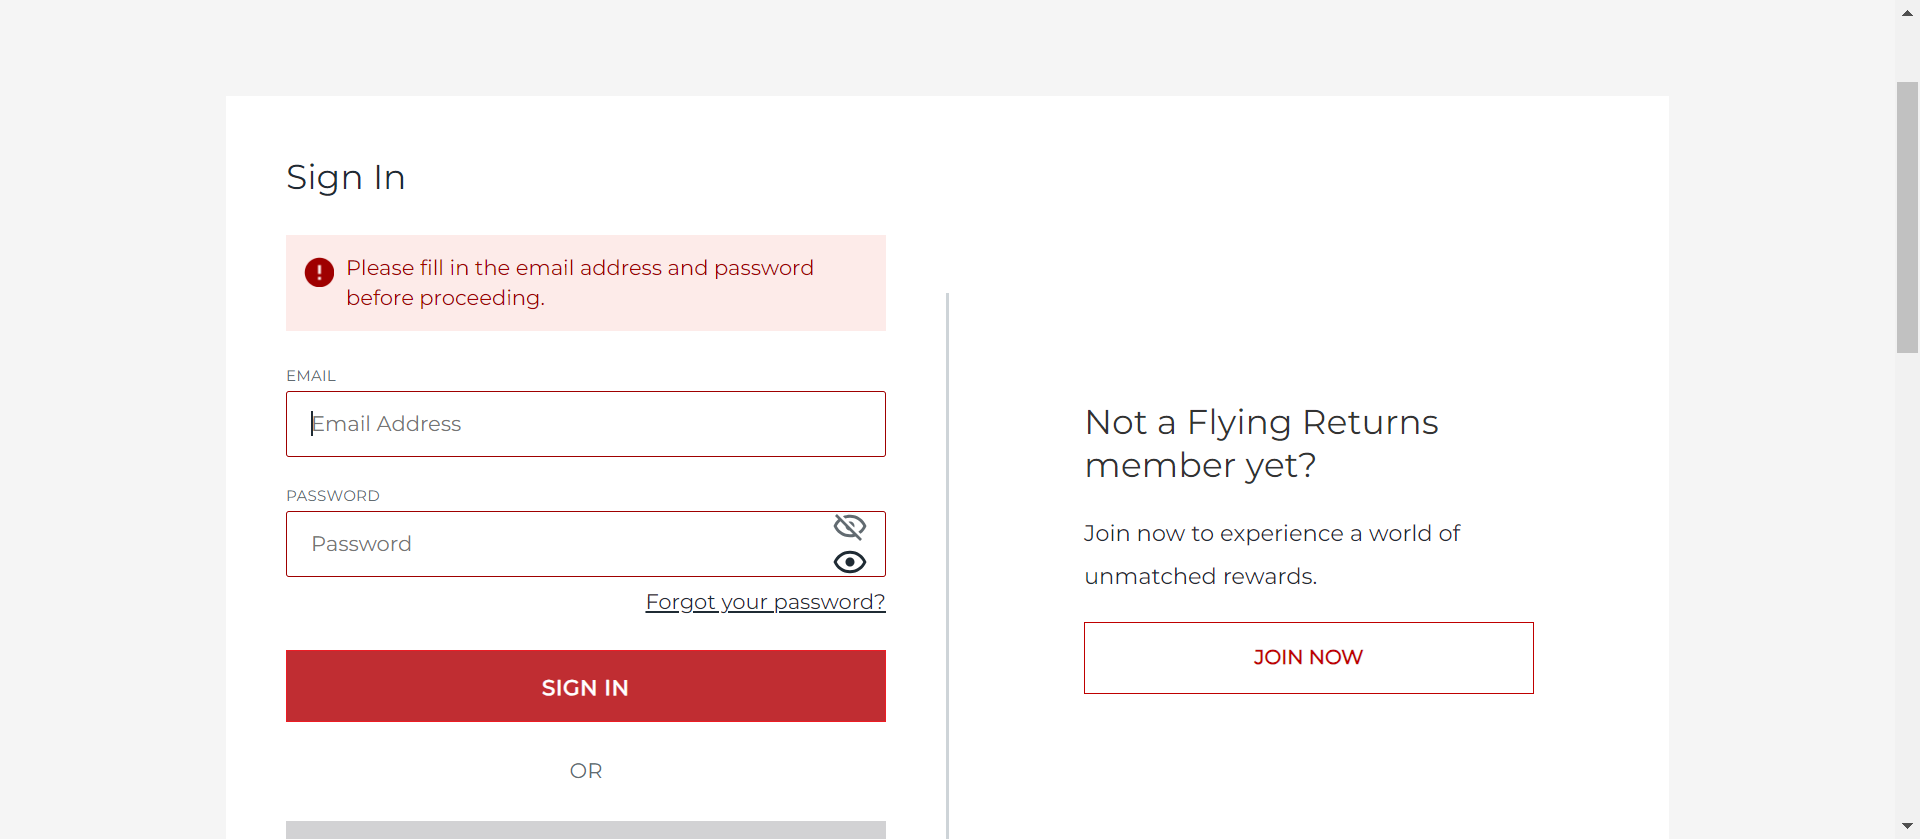 Sign In
Please fill in the email address and password
before proceeding.
EMAIL
Email Address
PASSWORD
Password
Forgot your password?
SIGN IN
OR
Not a Flying Returns
member yet?
Join now to experience a world of
unmatched rewards.
JOIN NOW